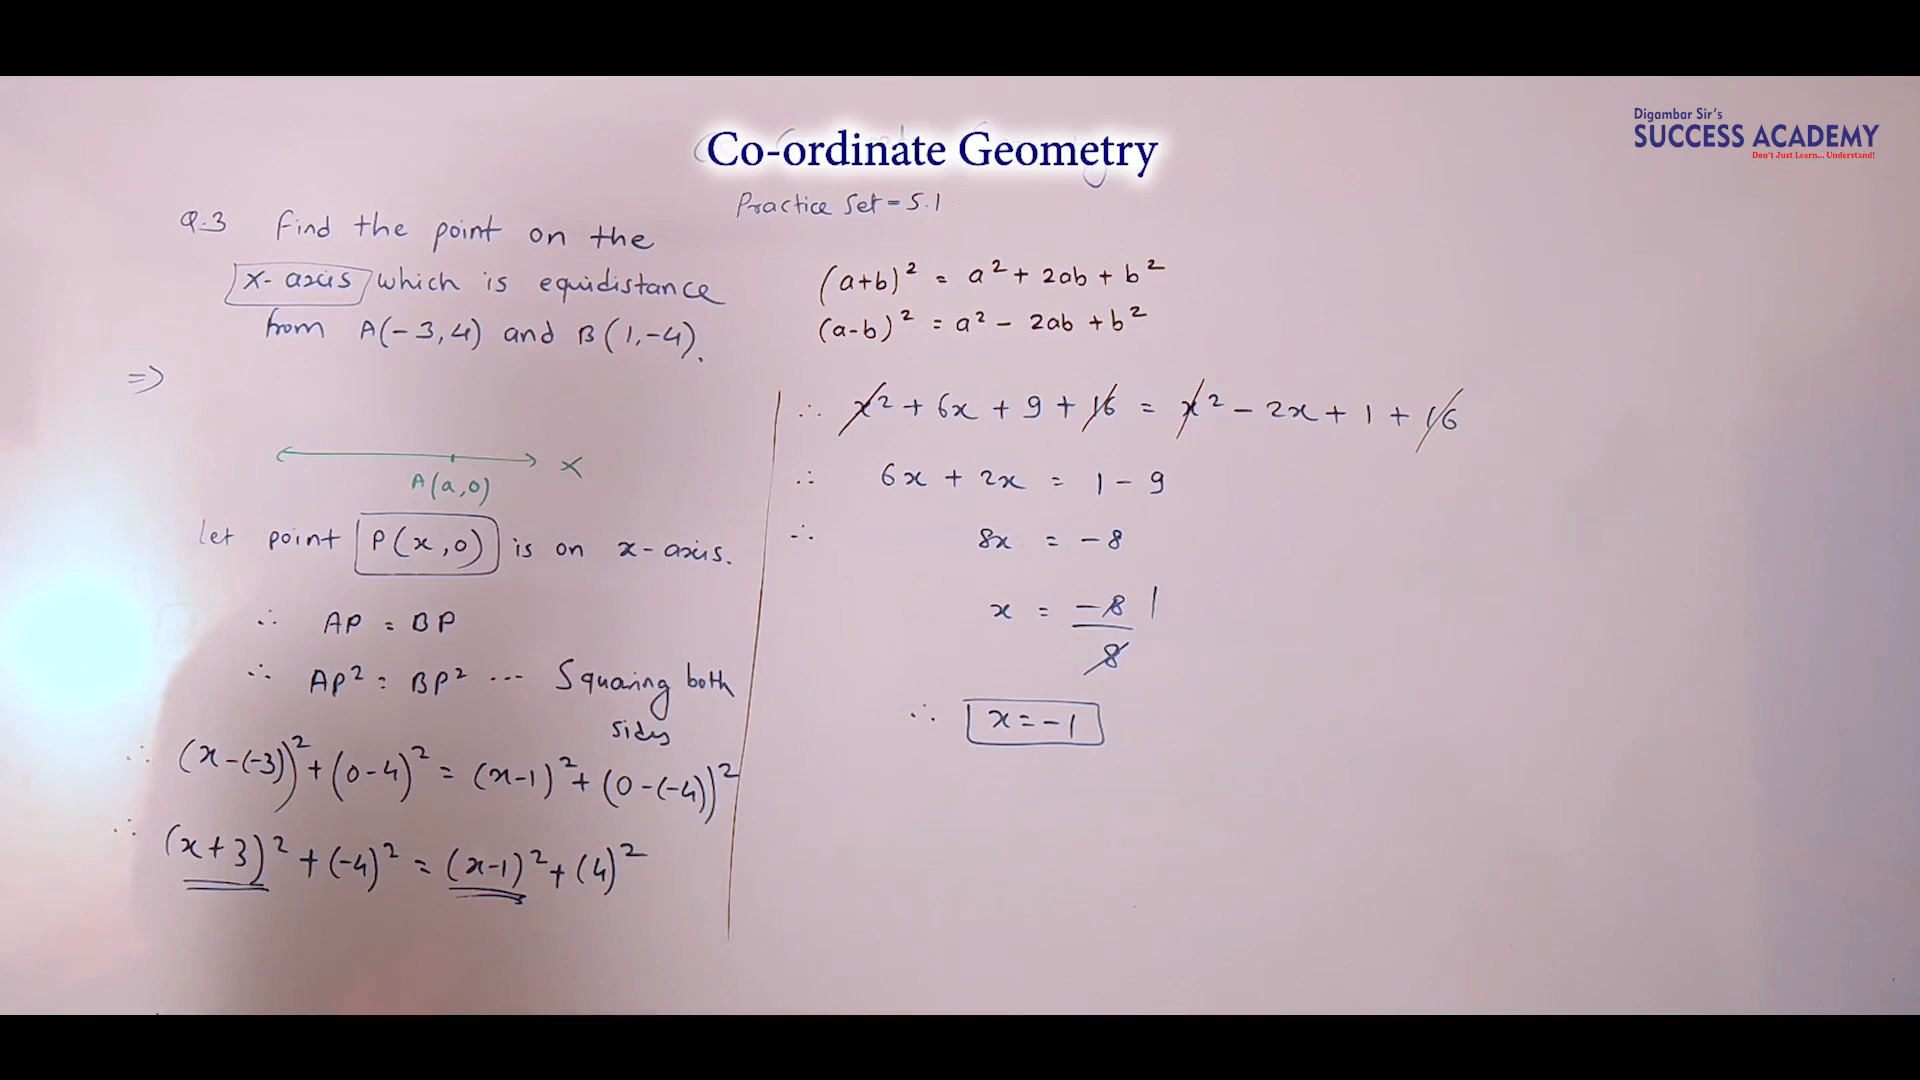 Co-ordinate Geometry
Digambar Sir's
SUCCESS ACADEMY
Don't Just Learn... Understand!
Practice Set = 5.1
Q.3 Find the point on the
x-axis which is equidistance
from A(-3,4) and B(1,-4).
⇒
X
A(a,0)
let point P(x,0) is on x-axis.
∴ AP = BP
∴ AP² = BP² --- Squaring both
sides
∴ (x-(-3))² + (0-4)² = (x-1)² + (0-(-4))²
∴ (x+3)² + (-4)² = (x-1)² + (4)²
(a+b)² = a² + 2ab + b²
(a-b)² = a² - 2ab + b²
∴ x² + 6x + 9 + 16 = x² - 2x + 1 + 16
∴ 6x + 2x = 1 - 9
∴ 8x = -8
x = -8 1
8
∴ x = -1